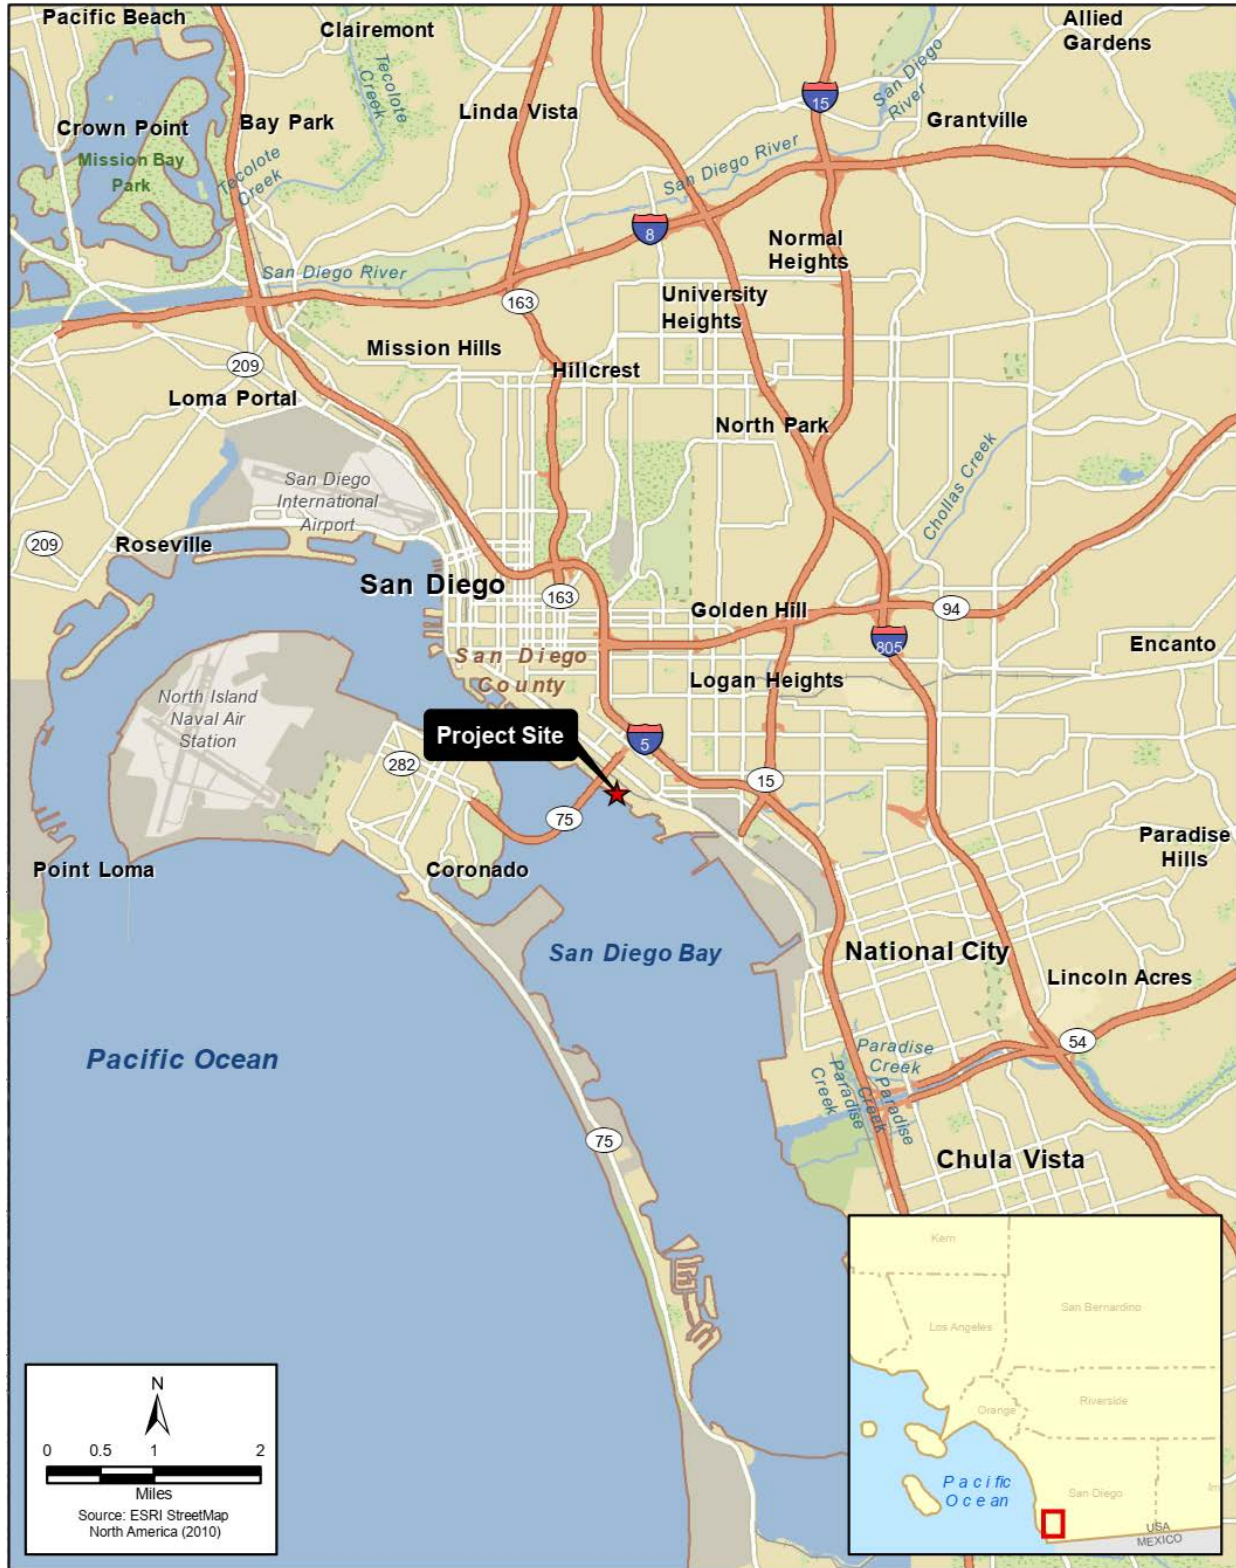 Pacific Beach
Clairemont
Allied
Gardens
Tecolote
Creek
Linda Vista
15
San Diego
River
Crown Point
Bay Park
Grantville
Mission Bay
Park
Tecolote
Creek
San Diego River
8
Normal
Heights
San Diego River
163
University
Heights
Mission Hills
209
Hillcrest
Loma Portal
North Park
Chollas Creek
San Diego
International
Airport
209
Roseville
San Diego
163
Golden Hill
94
805
Encanto
San Diego
County
Logan Heights
North Island
Naval Air
Station
Project Site
5
282
15
75
Paradise
Hills
Point Loma
Coronado
San Diego Bay
National City
Lincoln Acres
Pacific Ocean
54
Paradise
Creek
Paradise
Creek
Paradise
Creek
75
Chula Vista
Kern
San Bernardino
Los Angeles
Riverside
Orange
Pacific
Ocean
San Diego
Im
USA
MEXICO
N
0 0.5 1 2
Miles
Source: ESRI StreetMap
North America (2010)